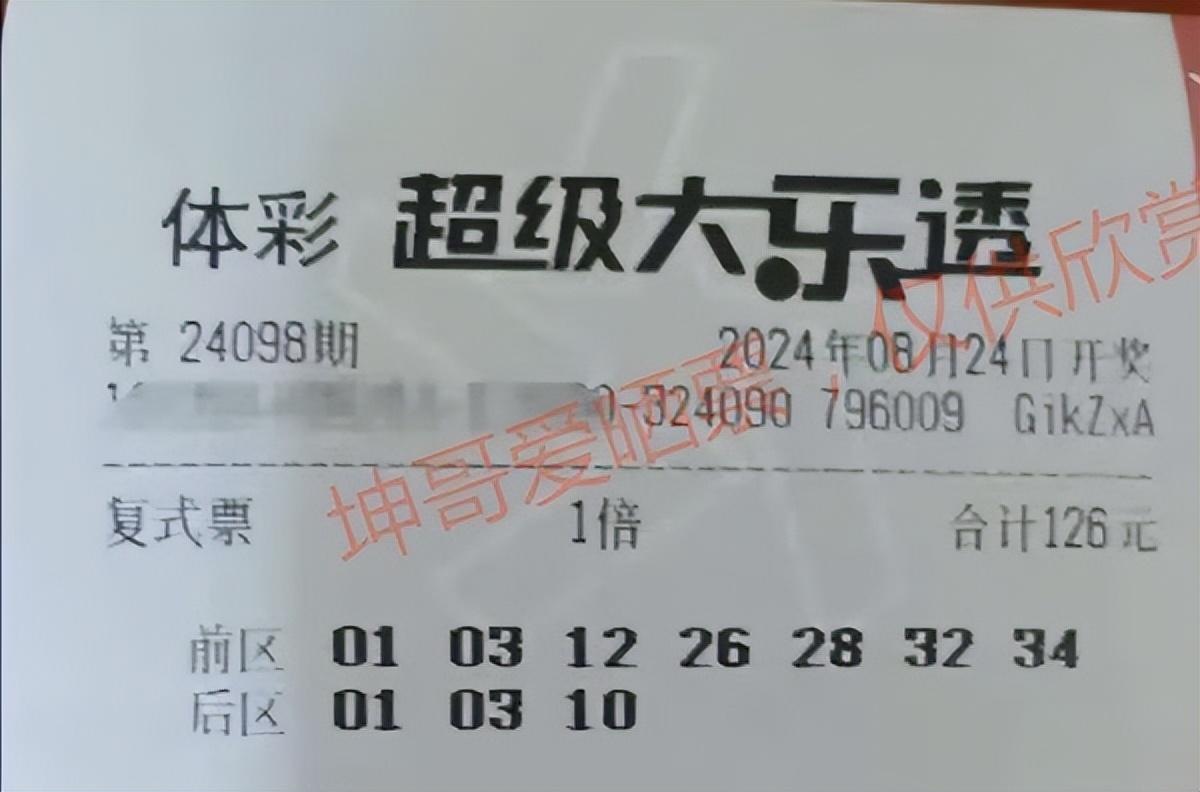 体彩 超级大乐透
第 24098期 2024年08月24日开奖
0-324090 796009 GikZxA
坤哥爱晒票,仅供欣赏
复式票 1倍 合计126元
前区 01 03 12 26 28 32 34
后区 01 03 10